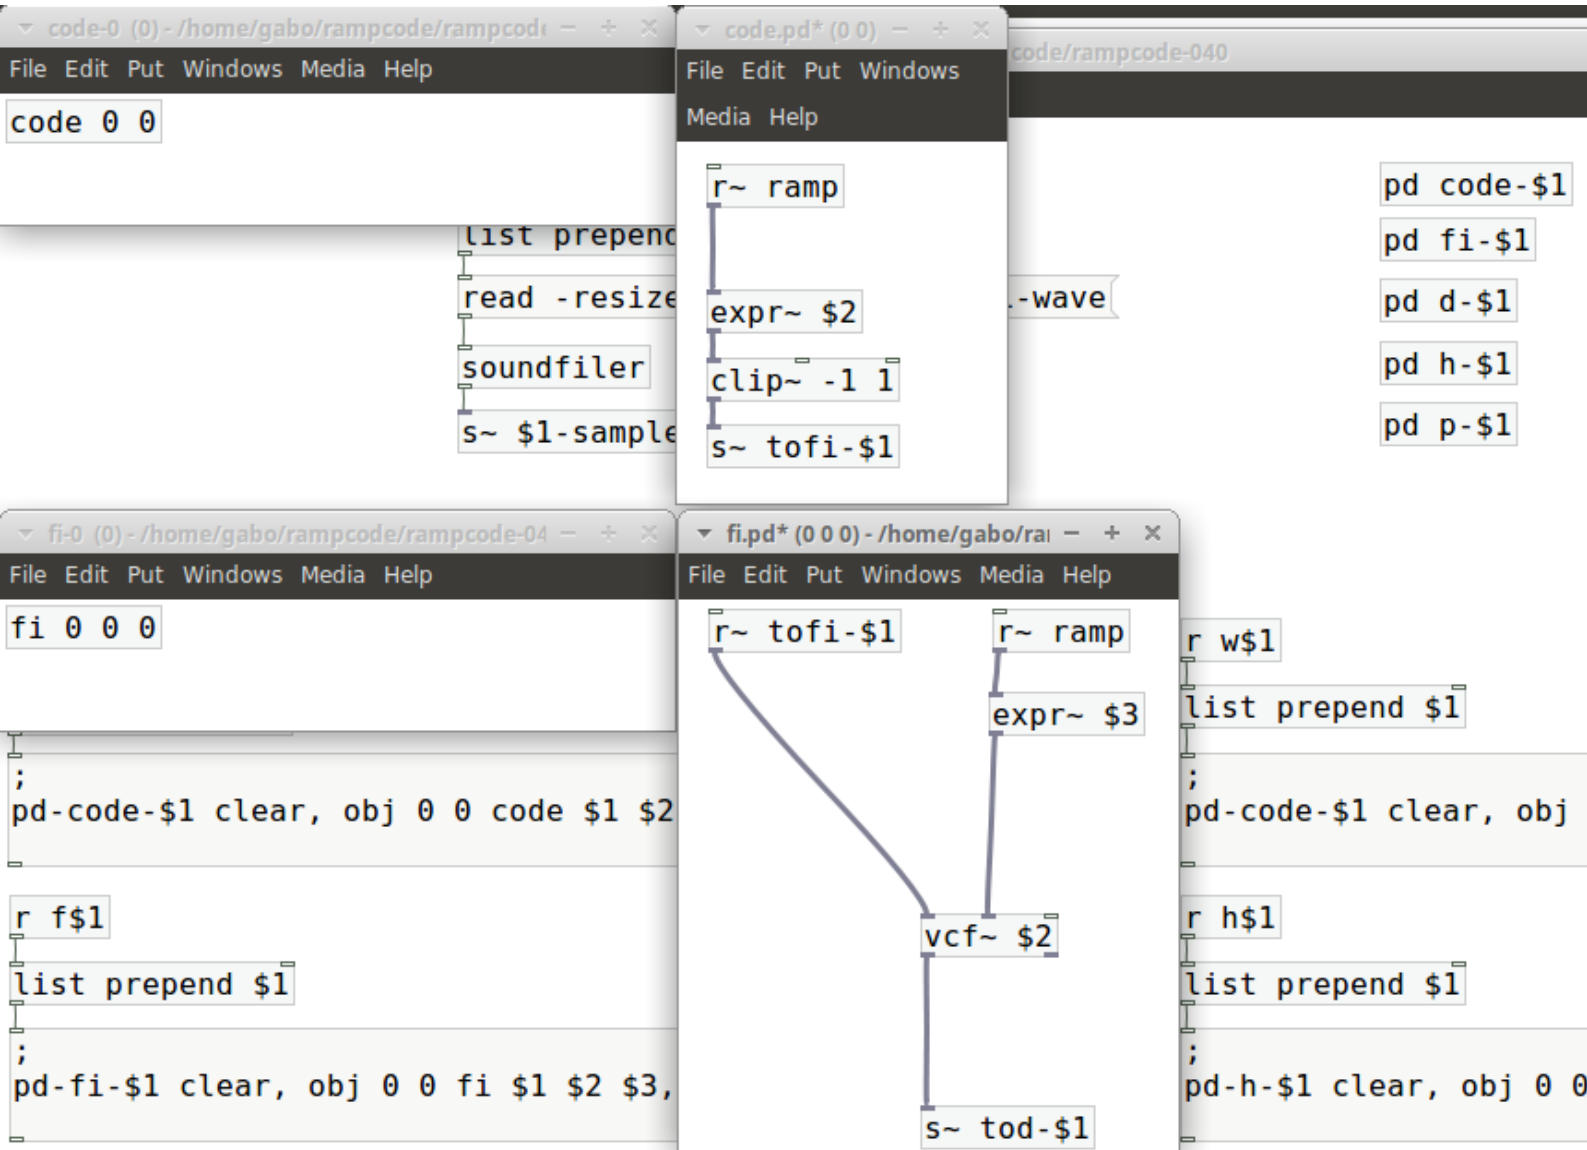 code-0 (0) - /home/gabo/rampcode/rampcode
File Edit Put Windows Media Help
code 0 0
code.pd* (0 0)
File Edit Put Windows
Media Help
r~ ramp
expr~ $2
clip~ -1 1
s~ tofi-$1
code/rampcode-040
list prepend
read -resize
-wave
soundfiler
s~ $1-sample
pd code-$1
pd fi-$1
pd d-$1
pd h-$1
pd p-$1
fi-0 (0) - /home/gabo/rampcode/rampcode-04
File Edit Put Windows Media Help
fi 0 0 0
fi.pd* (0 0 0) - /home/gabo/ra
File Edit Put Windows Media Help
r~ tofi-$1
r~ ramp
expr~ $3
vcf~ $2
s~ tod-$1
;
pd-code-$1 clear, obj 0 0 code $1 $2
r f$1
list prepend $1
;
pd-fi-$1 clear, obj 0 0 fi $1 $2 $3,
r w$1
list prepend $1
;
pd-code-$1 clear, obj
r h$1
list prepend $1
;
pd-h-$1 clear, obj 0 0